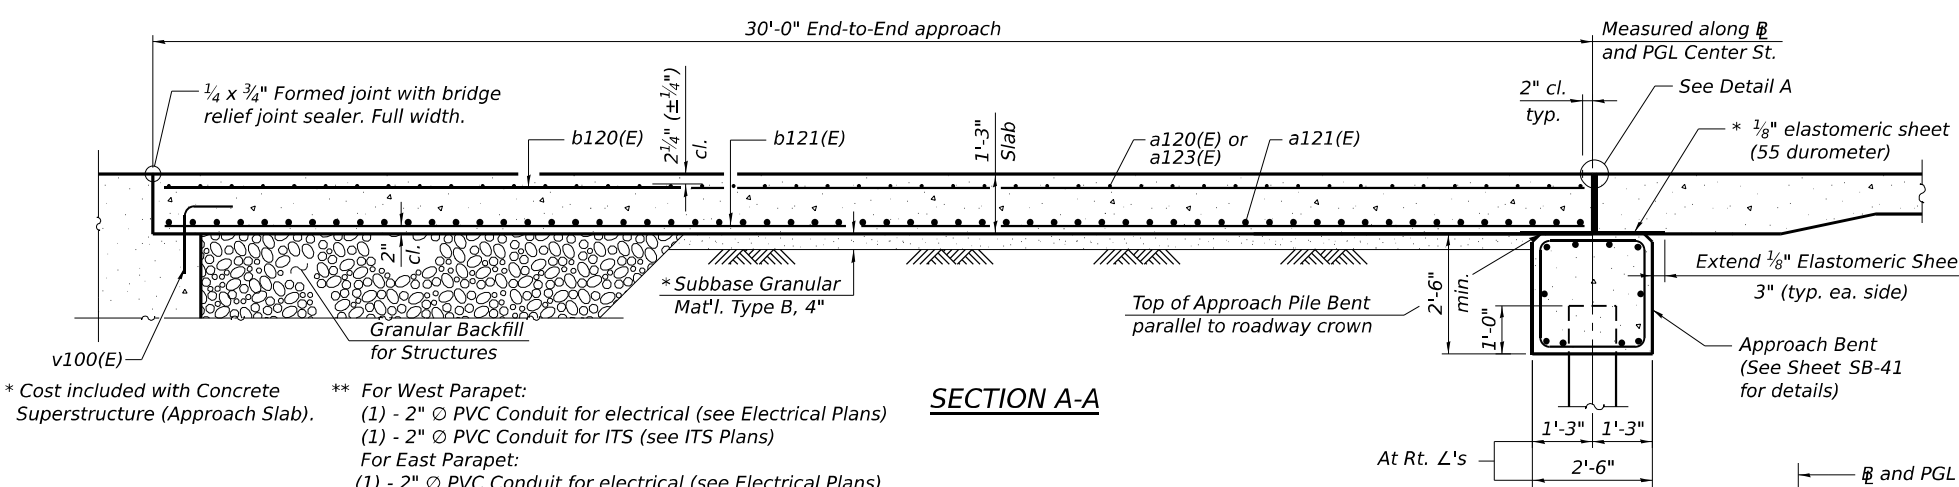 30'-0" End-to-End approach
Measured along ℄
and PGL Center St.
¼ x ¾" Formed joint with bridge
relief joint sealer. Full width.
2¼" (±¼")
cl.
b120(E)
b121(E)
1'-3"
Slab
a120(E) or
a123(E)
a121(E)
2" cl.
typ.
See Detail A
* ⅛" elastomeric sheet
(55 durometer)
2"
cl.
* Subbase Granular
Mat'l. Type B, 4"
Granular Backfill
for Structures
v100(E)
Top of Approach Pile Bent
parallel to roadway crown
2'-6"
min.
1'-0"
Extend ⅛" Elastomeric Shee
3" (typ. ea. side)
Approach Bent
(See Sheet SB-41
for details)
* Cost included with Concrete
Superstructure (Approach Slab).
** For West Parapet:
(1) - 2" ∅ PVC Conduit for electrical (see Electrical Plans)
(1) - 2" ∅ PVC Conduit for ITS (see ITS Plans)
For East Parapet:
(1) - 2" ∅ PVC Conduit for electrical (see Electrical Plans)
SECTION A-A
1'-3" 1'-3"
At Rt. ∠'s
2'-6"
℄ and PGL